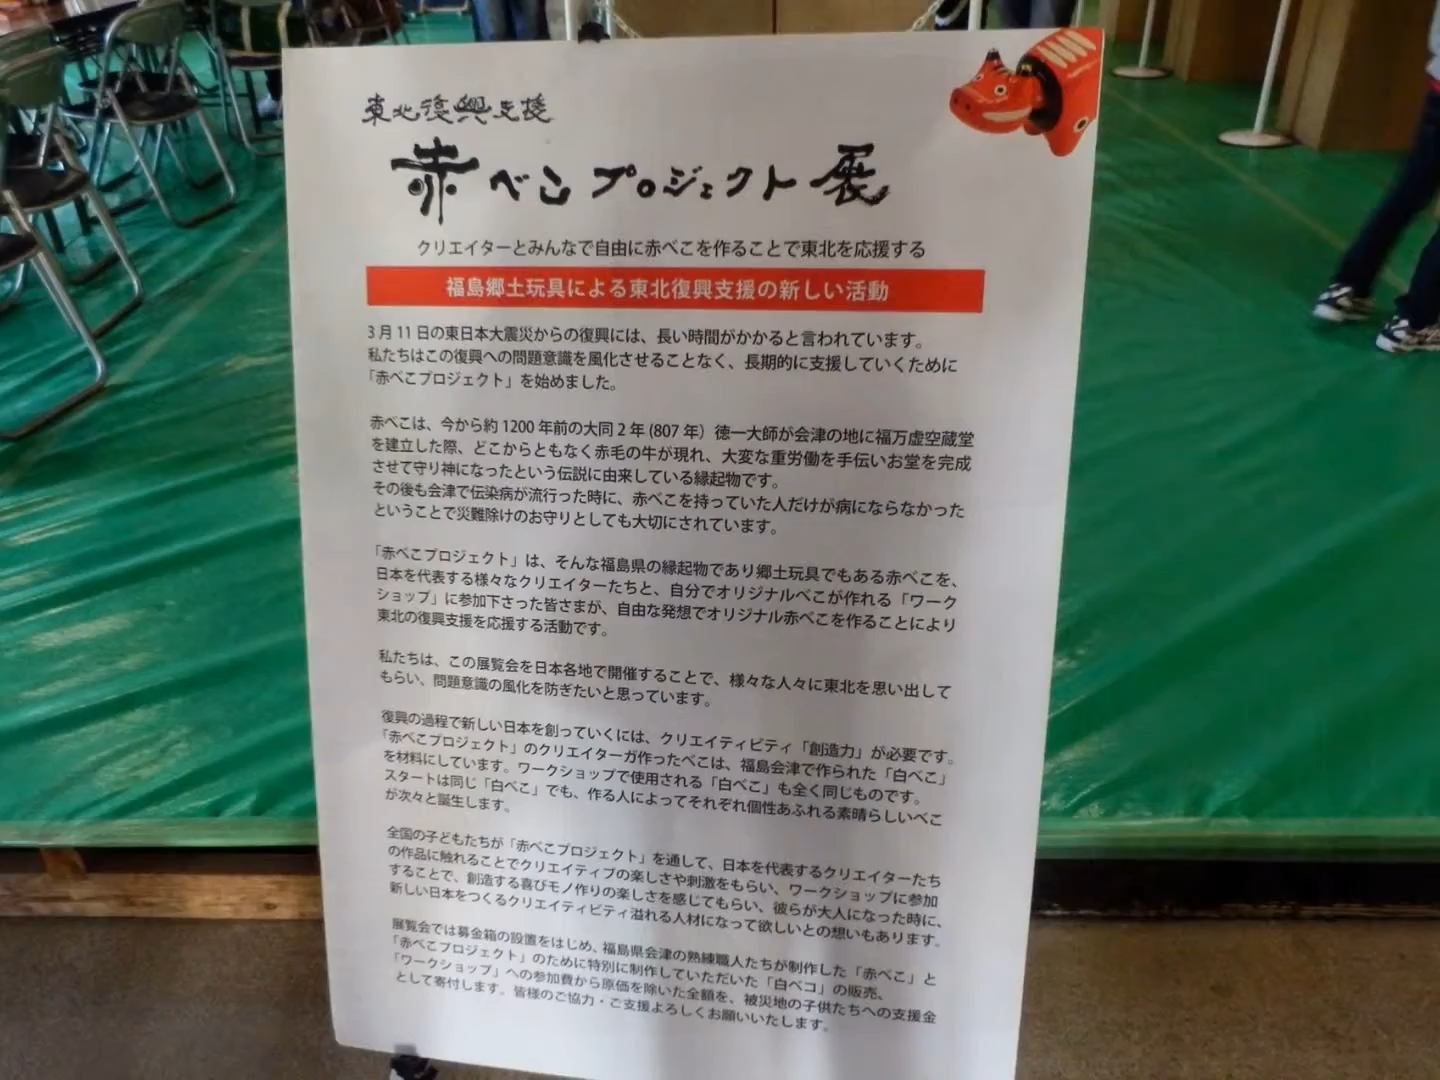 東北復興支援
赤べこプロジェクト展
クリエイターとみんなで自由に赤べこを作ることで東北を応援する
福島郷土玩具による東北復興支援の新しい活動
3月11日の東日本大震災からの復興には、長い時間がかかると言われています。
私たちはこの復興への問題意識を風化させることなく、長期的に支援していくために
「赤べこプロジェクト」を始めました。
赤べこは、今から約1200年前の大同2年(807年）徳一大師が会津の地に福万虚空蔵堂
を建立した際、どこからともなく赤毛の牛が現れ、大変な重労働を手伝いお堂を完成
させて守り神になったという伝説に由来している縁起物です。
その後も会津で伝染病が流行った時に、赤べこを持っていた人だけが病にならなかった
ということで災難除けのお守りとしても大切にされています。
「赤べこプロジェクト」は、そんな福島県の縁起物であり郷土玩具でもある赤べこを、
日本を代表する様々なクリエイターたちと、自分でオリジナルべこが作れる「ワーク
ショップ」に参加下さった皆さまが、自由な発想でオリジナル赤べこを作ることにより
東北の復興支援を応援する活動です。
私たちは、この展覧会を日本各地で開催することで、様々な人々に東北を思い出して
もらい、問題意識の風化を防ぎたいと思っています。
復興の過程で新しい日本を創っていくには、クリエイティビティ「創造力」が必要です。
「赤べこプロジェクト」のクリエイターガ作ったべこは、福島会津で作られた「白べこ」
を材料にしています。ワークショップで使用される「白べこ」も全く同じものです。
スタートは同じ「白べこ」でも、作る人によってそれぞれ個性あふれる素晴らしいべこ
が次々と誕生します。
全国の子どもたちが「赤べこプロジェクト」を通して、日本を代表するクリエイターたち
の作品に触れることでクリエイティブの楽しさや刺激をもらい、ワークショップに参加
することで、創造する喜びモノ作りの楽しさを感じてもらい、彼らが大人になった時に、
新しい日本をつくるクリエイティビティ溢れる人材になって欲しいとの想いもあります。
展覧会では募金箱の設置をはじめ、福島県会津の熟練職人たちが制作した「赤べこ」と
「赤べこプロジェクト」のために特別に制作していただいた「白ベコ」の販売、
「ワークショップ」への参加費から原価を除いた全額を、被災地の子供たちへの支援金
として寄付します。皆様のご協力・ご支援よろしくお願いいたします。